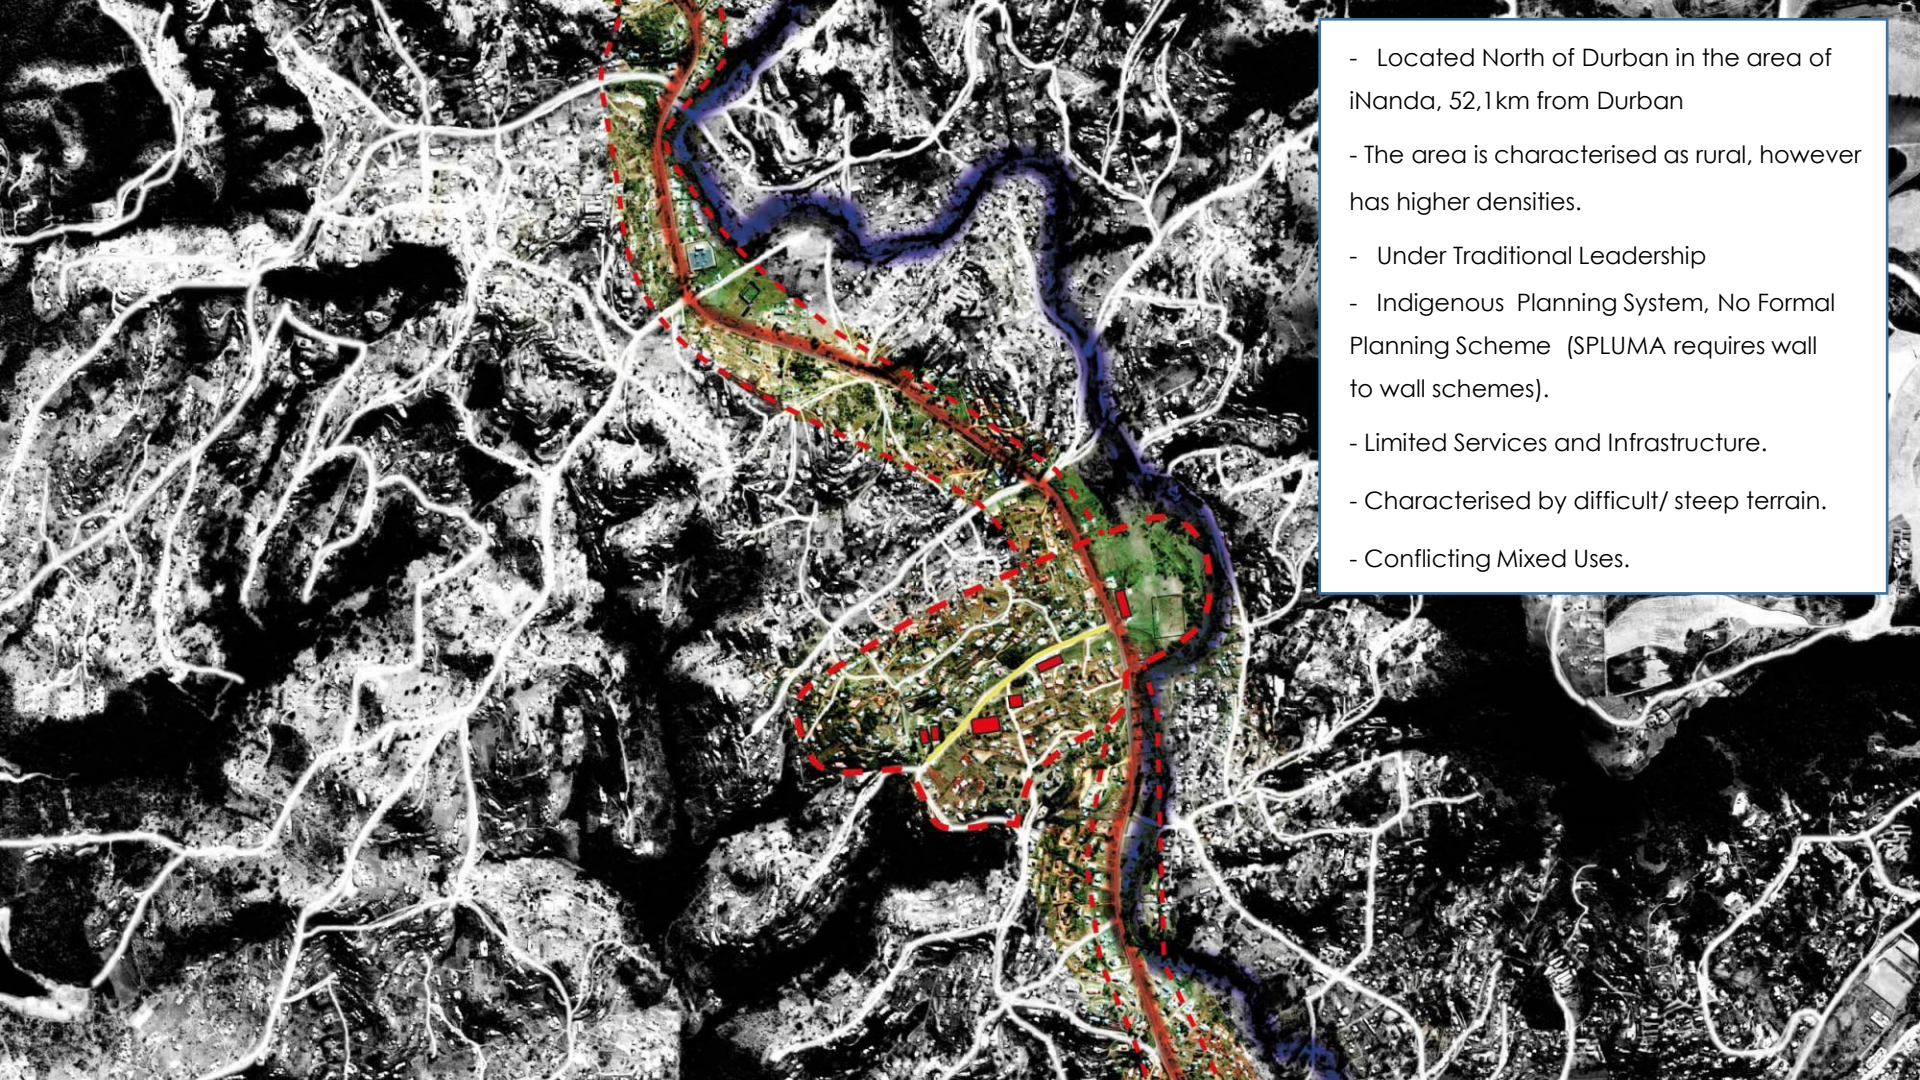 - Located North of Durban in the area of
iNanda, 52,1km from Durban
- The area is characterised as rural, however
has higher densities.
- Under Traditional Leadership
- Indigenous Planning System, No Formal
Planning Scheme (SPLUMA requires wall
to wall schemes).
- Limited Services and Infrastructure.
- Characterised by difficult/ steep terrain.
- Conflicting Mixed Uses.